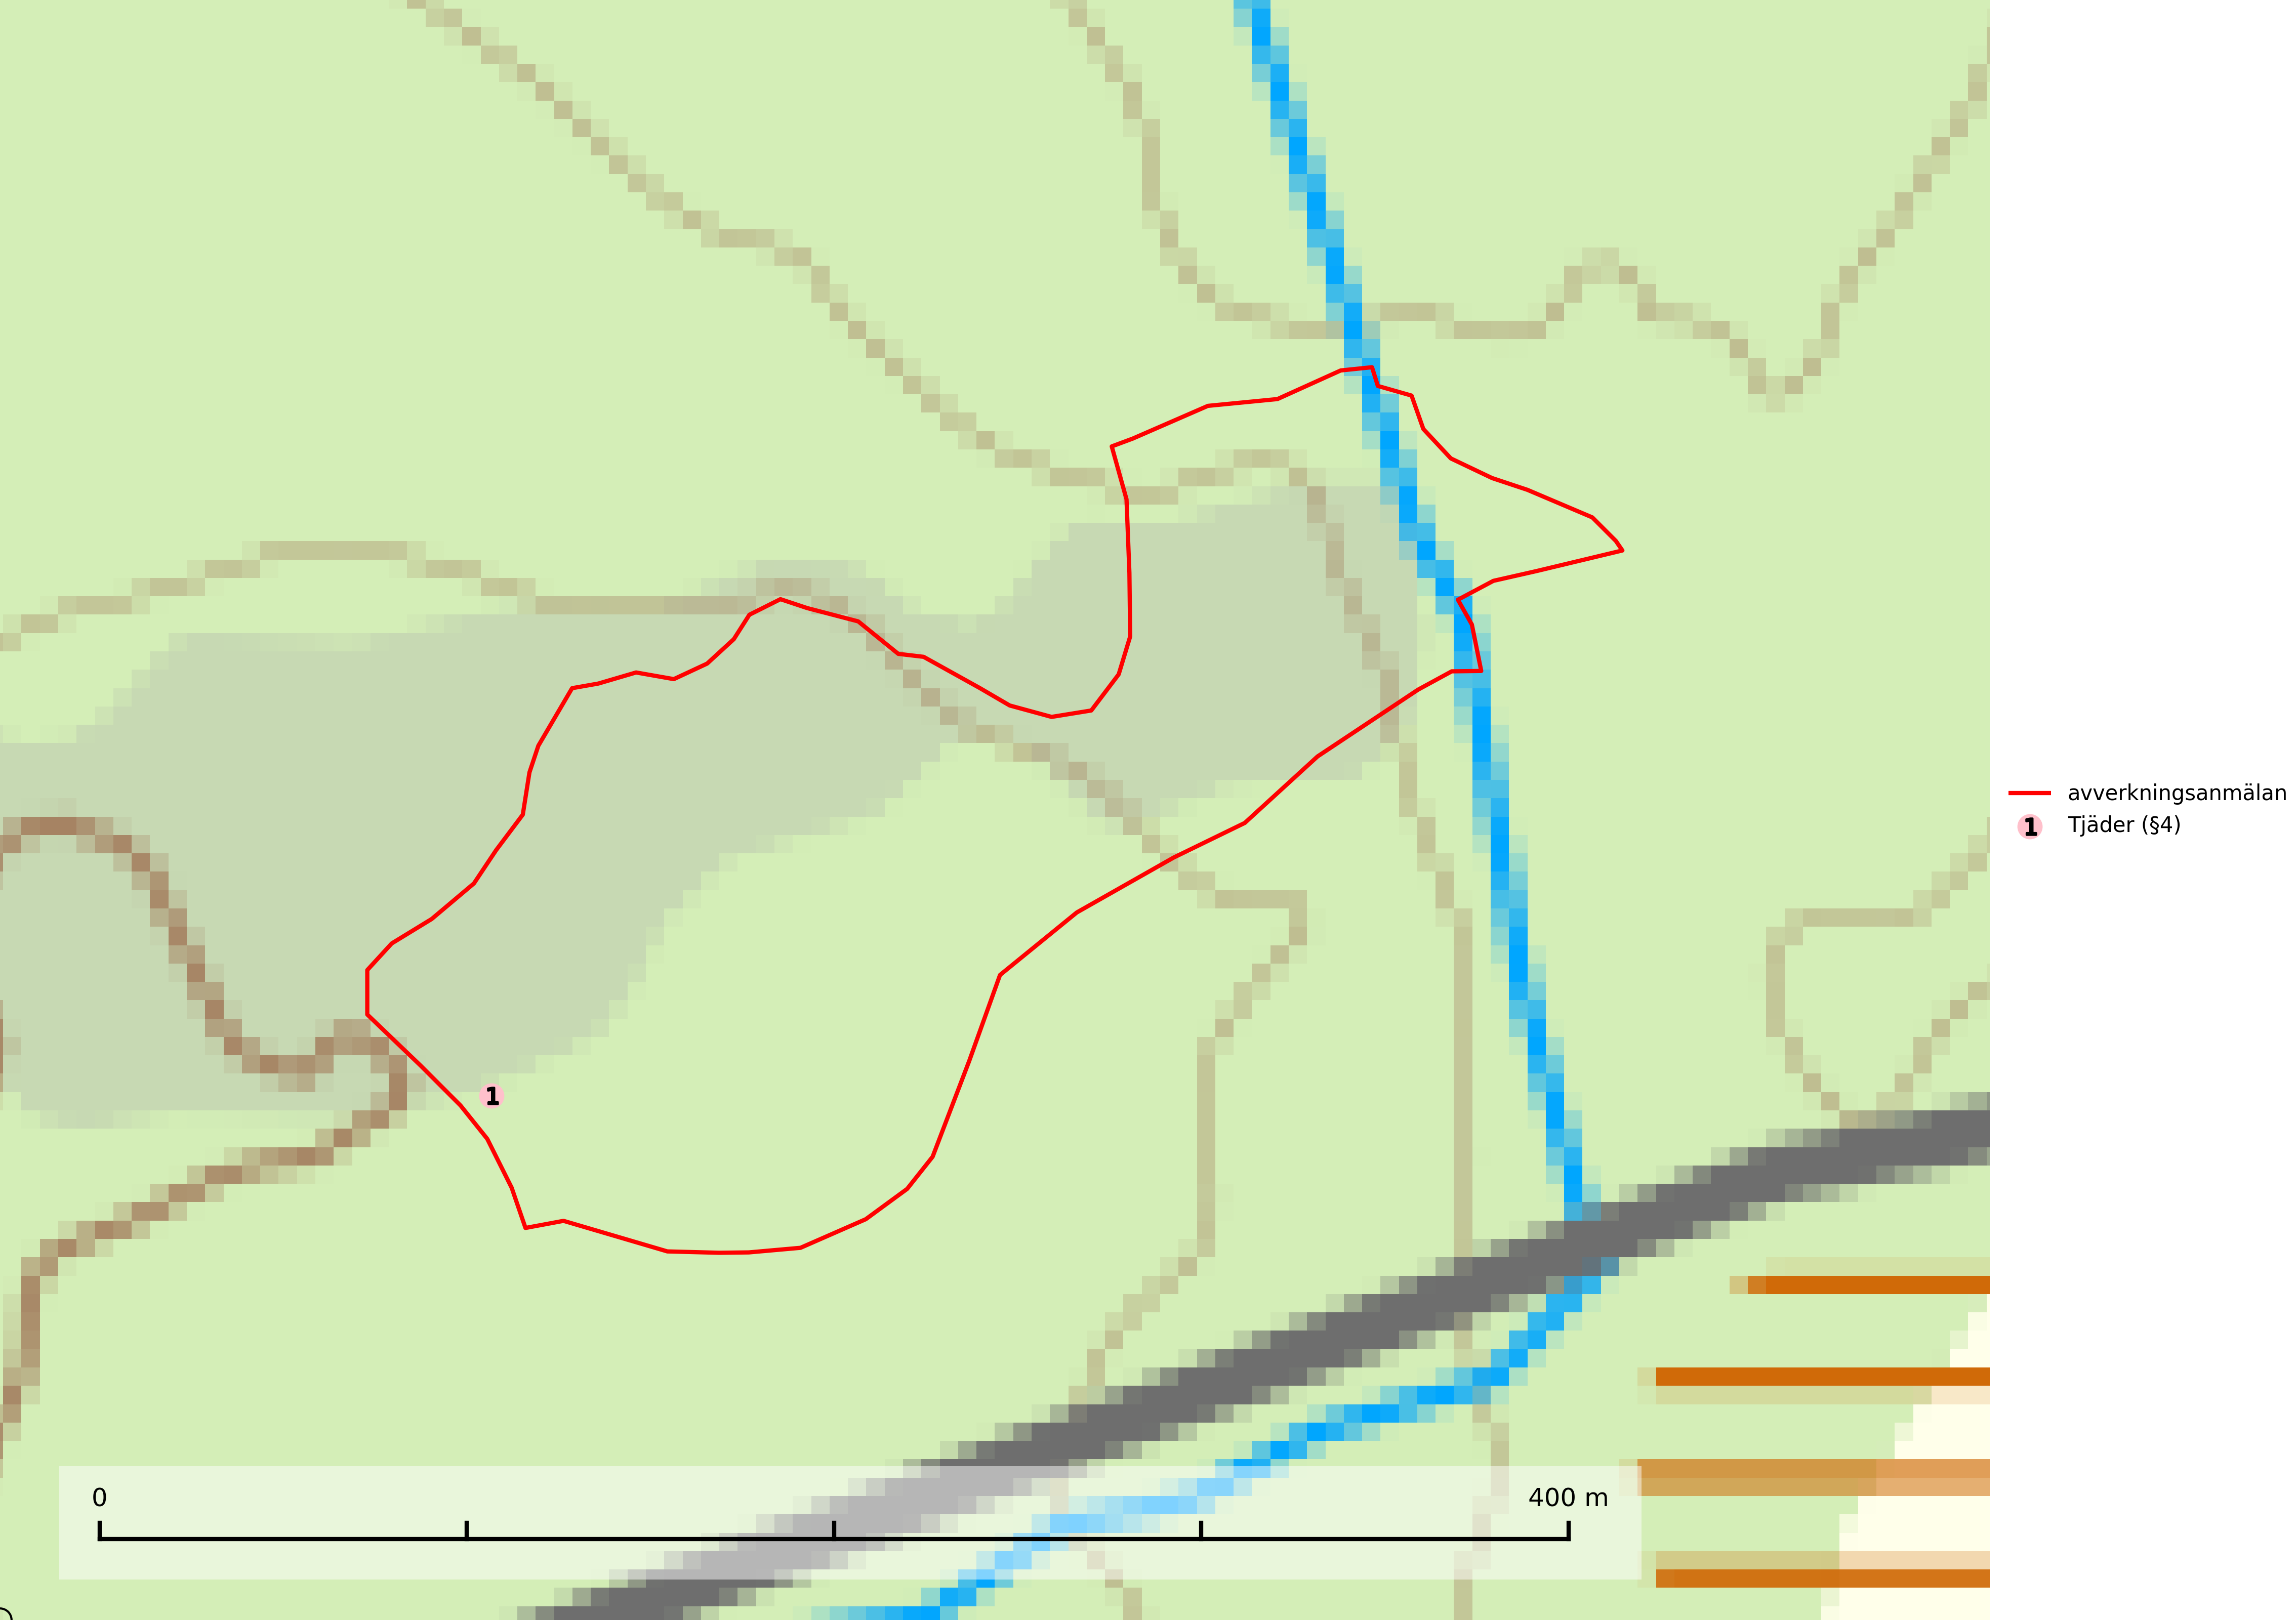 avverkningsanmälan
1 Tjäder (§4)
1
0 400 m